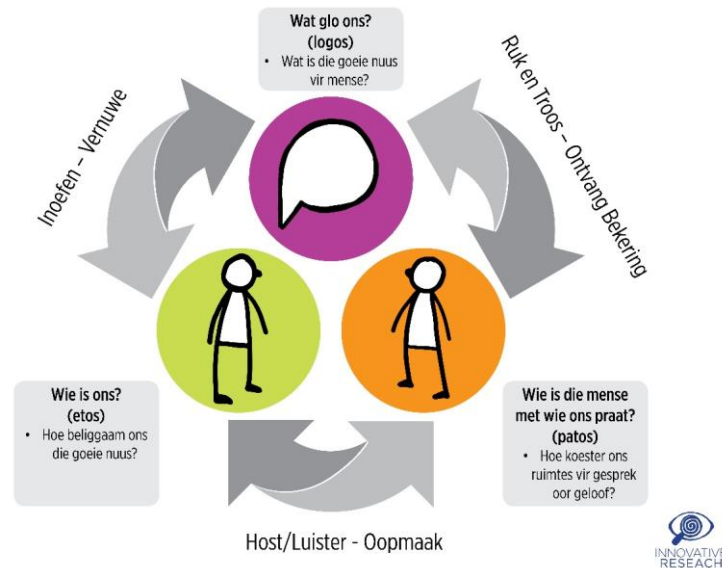 Wat glo ons?
(logos)
• Wat is die goeie nuus
vir mense?
Inoefen – Vernuwe
Ruk en Troos – Ontvang Bekering
Wie is ons?
(etos)
• Hoe beliggaam ons
die goeie nuus?
Wie is die mense
met wie ons praat?
(patos)
• Hoe koester ons
ruimtes vir gesprek
oor geloof?
Host/Luister - Oopmaak
INNOVATIVE
RESEACH